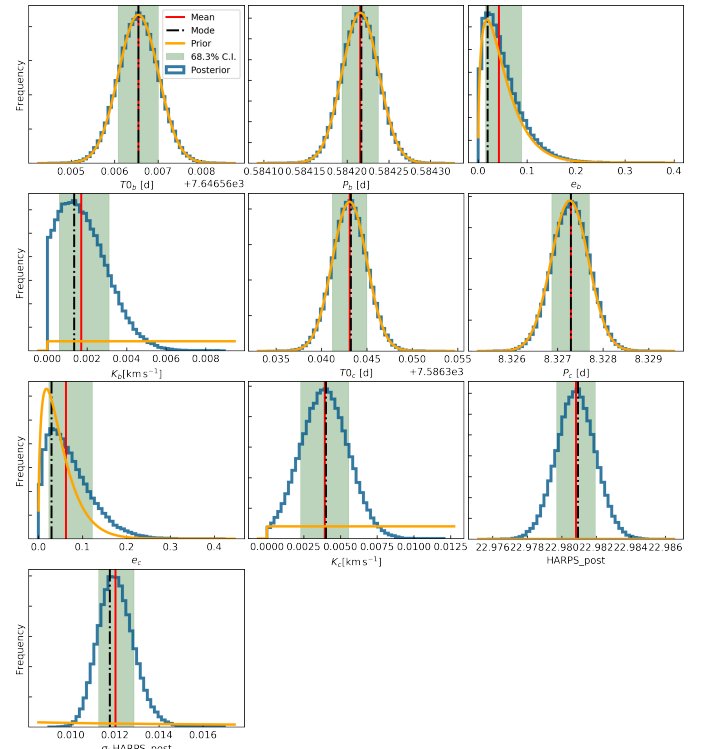 Mean
Mode
Prior
68.3% C.I.
Posterior
Frequency
0.005 0.006 0.007 0.008
T0_b [d] +7.64656e3
0.58410 0.58415 0.58420 0.58425 0.58430
P_b [d]
0.0 0.1 0.2 0.3 0.4
e_b
Frequency
0.000 0.002 0.004 0.006 0.008
K_b[km s⁻¹]
0.035 0.040 0.045 0.050 0.055
T0_c [d] +7.5863e3
8.326 8.327 8.328 8.329
P_c [d]
Frequency
0.0 0.1 0.2 0.3 0.4
e_c
0.0000 0.0025 0.0050 0.0075 0.0100 0.0125
K_c[km s⁻¹]
22.976 22.978 22.980 22.982 22.984 22.986
HARPS_post
Frequency
0.010 0.012 0.014 0.016
σ HARPS_post